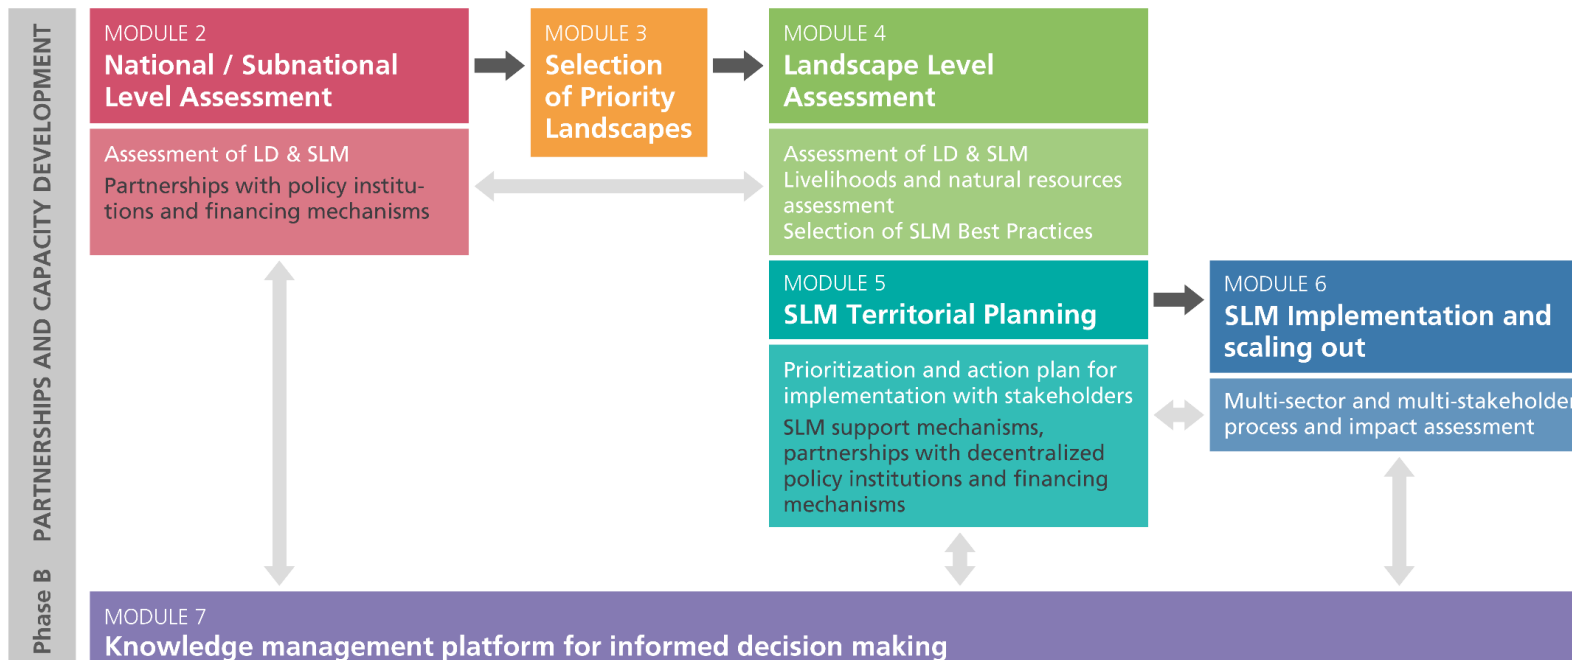 Phase B PARTNERSHIPS AND CAPACITY DEVELOPMENT
MODULE 2
National / Subnational
Level Assessment
Assessment of LD & SLM
Partnerships with policy institu-
tions and financing mechanisms
MODULE 3
Selection
of Priority
Landscapes
MODULE 4
Landscape Level
Assessment
Assessment of LD & SLM
Livelihoods and natural resources
assessment
Selection of SLM Best Practices
MODULE 5
SLM Territorial Planning
Prioritization and action plan for
implementation with stakeholders
SLM support mechanisms,
partnerships with decentralized
policy institutions and financing
mechanisms
MODULE 6
SLM Implementation and
scaling out
Multi-sector and multi-stakeholder
process and impact assessment
MODULE 7
Knowledge management platform for informed decision making